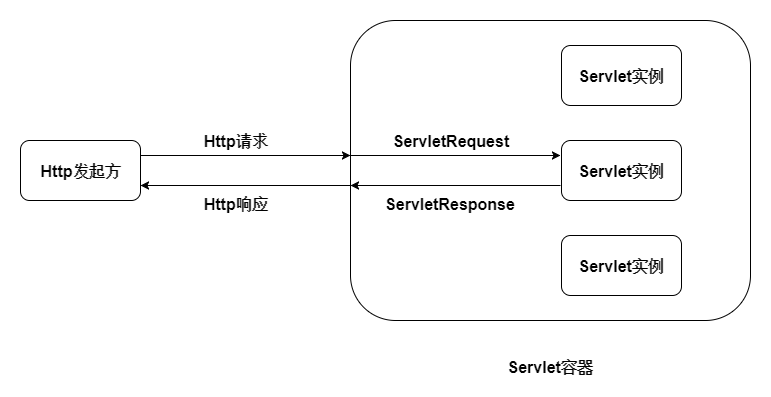 Servlet实例
Http请求
ServletRequest
Http发起方
Servlet实例
Http响应
ServletResponse
Servlet实例
Servlet容器